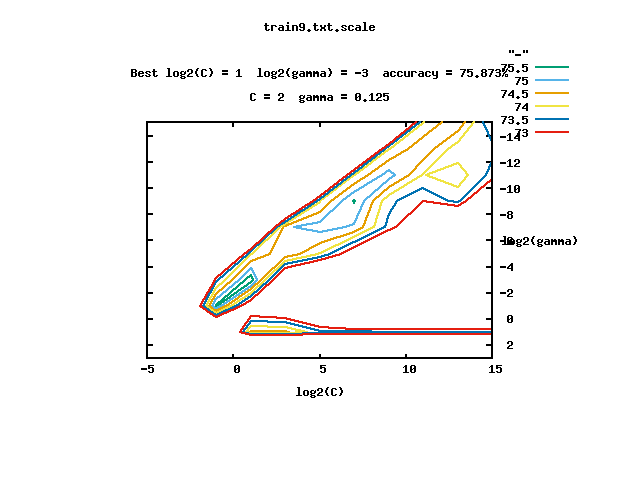 train9.txt.scale
"-"
Best log2(C) = 1  log2(gamma) = -3  accuracy = 75.873%
75.5
75
74.5
74
73.5
73
C = 2  gamma = 0.125
-14
-12
-10
-8
-6
log2(gamma)
-4
-2
0
2
-5 0 5 10 15
log2(C)